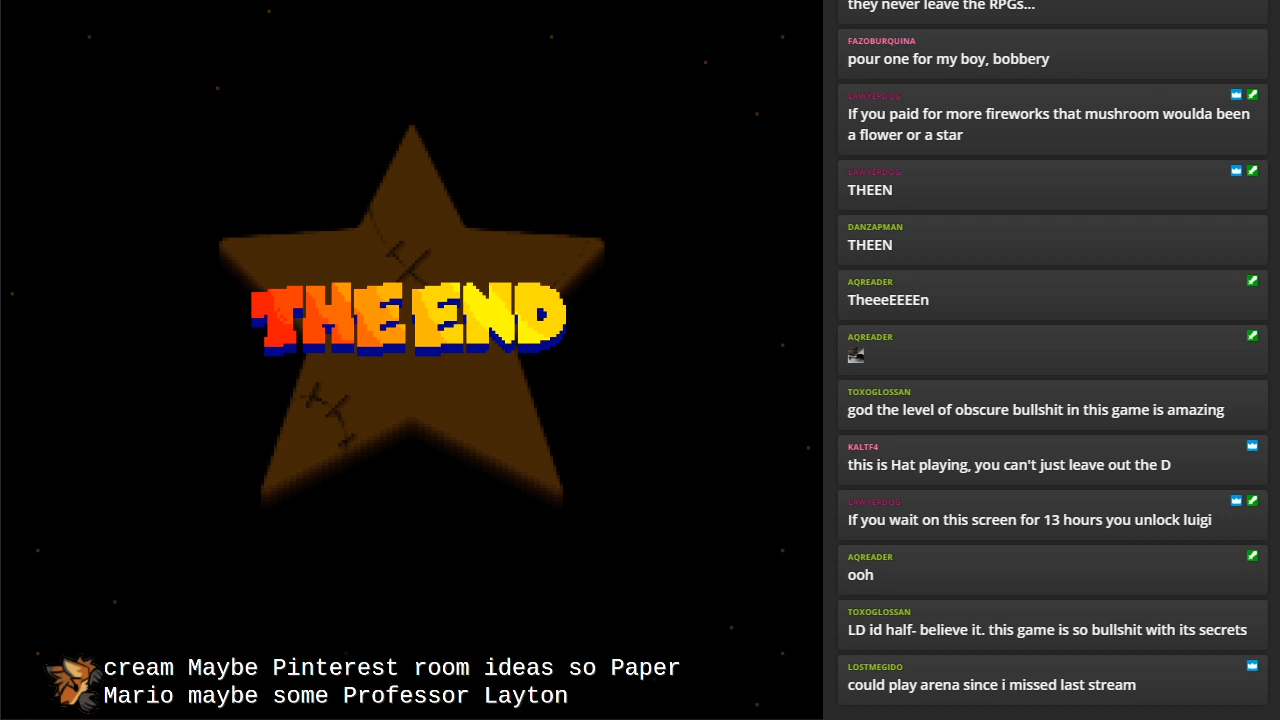 they never leave the RPGs...
FAZOBURQUINA
pour one for my boy, bobbery
LAWYERDOG
If you paid for more fireworks that mushroom woulda been
a flower or a star
LAWYERDOG
THEEN
DANZAPMAN
THEEN
AQREADER
TheeeEEEEn
AQREADER
TOXOGLOSSAN
god the level of obscure bullshit in this game is amazing
KALTF4
this is Hat playing, you can't just leave out the D
LAWYERDOG
If you wait on this screen for 13 hours you unlock luigi
AQREADER
ooh
TOXOGLOSSAN
LD id half- believe it. this game is so bullshit with its secrets
LOSTMEGIDO
could play arena since i missed last stream
THE END
cream Maybe Pinterest room ideas so Paper
Mario maybe some Professor Layton